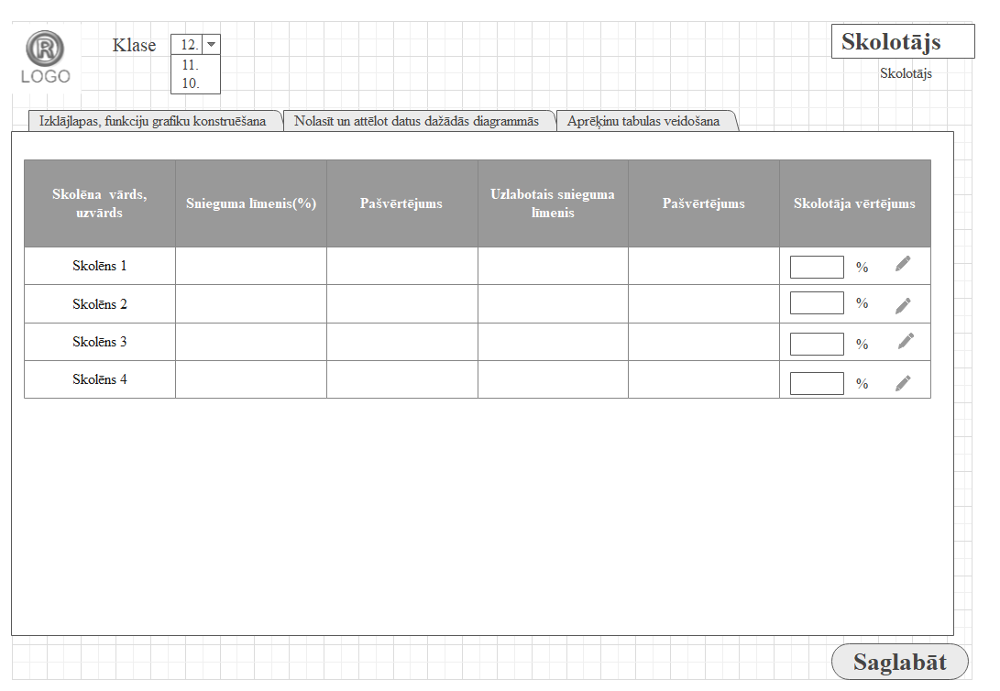 R
LOGO
Klase
12.
11.
10.
Skolotājs
Skolotājs
Izklājlapas, funkciju grafiku konstruēšana
Nolasīt un attēlot datus dažādās diagrammās
Aprēķinu tabulas veidošana
Skolēna vārds,
uzvārds
Snieguma līmenis(%)
Pašvērtējums
Uzlabotais snieguma
līmenis
Pašvērtējums
Skolotāja vērtējums
Skolēns 1
%
Skolēns 2
%
Skolēns 3
%
Skolēns 4
%
Saglabāt